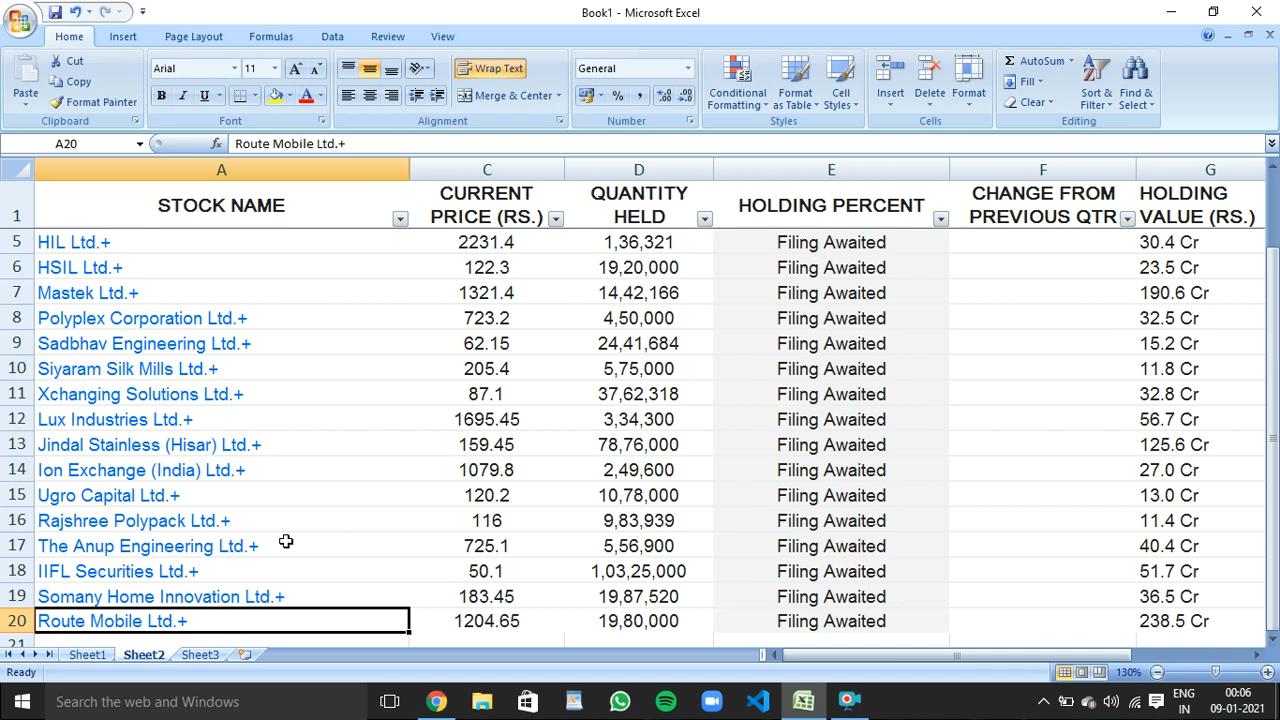 Book1 - Microsoft Excel
Home Insert Page Layout Formulas Data Review View
Paste
Cut
Copy
Format Painter
Clipboard
Arial 11
B I U
Font
Wrap Text
Merge & Center
Alignment
General
% ,
Number
Conditional Formatting
Format as Table
Cell Styles
Styles
Insert Delete Format
Cells
AutoSum
Fill
Clear
Sort & Filter
Find & Select
Editing
A20 fx Route Mobile Ltd.+
A C D E F G
1 STOCK NAME CURRENT PRICE (RS.) QUANTITY HELD HOLDING PERCENT CHANGE FROM PREVIOUS QTR HOLDING VALUE (RS.)
5 HIL Ltd.+ 2231.4 1,36,321 Filing Awaited 30.4 Cr
6 HSIL Ltd.+ 122.3 19,20,000 Filing Awaited 23.5 Cr
7 Mastek Ltd.+ 1321.4 14,42,166 Filing Awaited 190.6 Cr
8 Polyplex Corporation Ltd.+ 723.2 4,50,000 Filing Awaited 32.5 Cr
9 Sadbhav Engineering Ltd.+ 62.15 24,41,684 Filing Awaited 15.2 Cr
10 Siyaram Silk Mills Ltd.+ 205.4 5,75,000 Filing Awaited 11.8 Cr
11 Xchanging Solutions Ltd.+ 87.1 37,62,318 Filing Awaited 32.8 Cr
12 Lux Industries Ltd.+ 1695.45 3,34,300 Filing Awaited 56.7 Cr
13 Jindal Stainless (Hisar) Ltd.+ 159.45 78,76,000 Filing Awaited 125.6 Cr
14 Ion Exchange (India) Ltd.+ 1079.8 2,49,600 Filing Awaited 27.0 Cr
15 Ugro Capital Ltd.+ 120.2 10,78,000 Filing Awaited 13.0 Cr
16 Rajshree Polypack Ltd.+ 116 9,83,939 Filing Awaited 11.4 Cr
17 The Anup Engineering Ltd.+ 725.1 5,56,900 Filing Awaited 40.4 Cr
18 IIFL Securities Ltd.+ 50.1 1,03,25,000 Filing Awaited 51.7 Cr
19 Somany Home Innovation Ltd.+ 183.45 19,87,520 Filing Awaited 36.5 Cr
20 Route Mobile Ltd.+ 1204.65 19,80,000 Filing Awaited 238.5 Cr
21
Sheet1 Sheet2 Sheet3
Ready 130%
Search the web and Windows
ENG 00:06
IN 09-01-2021